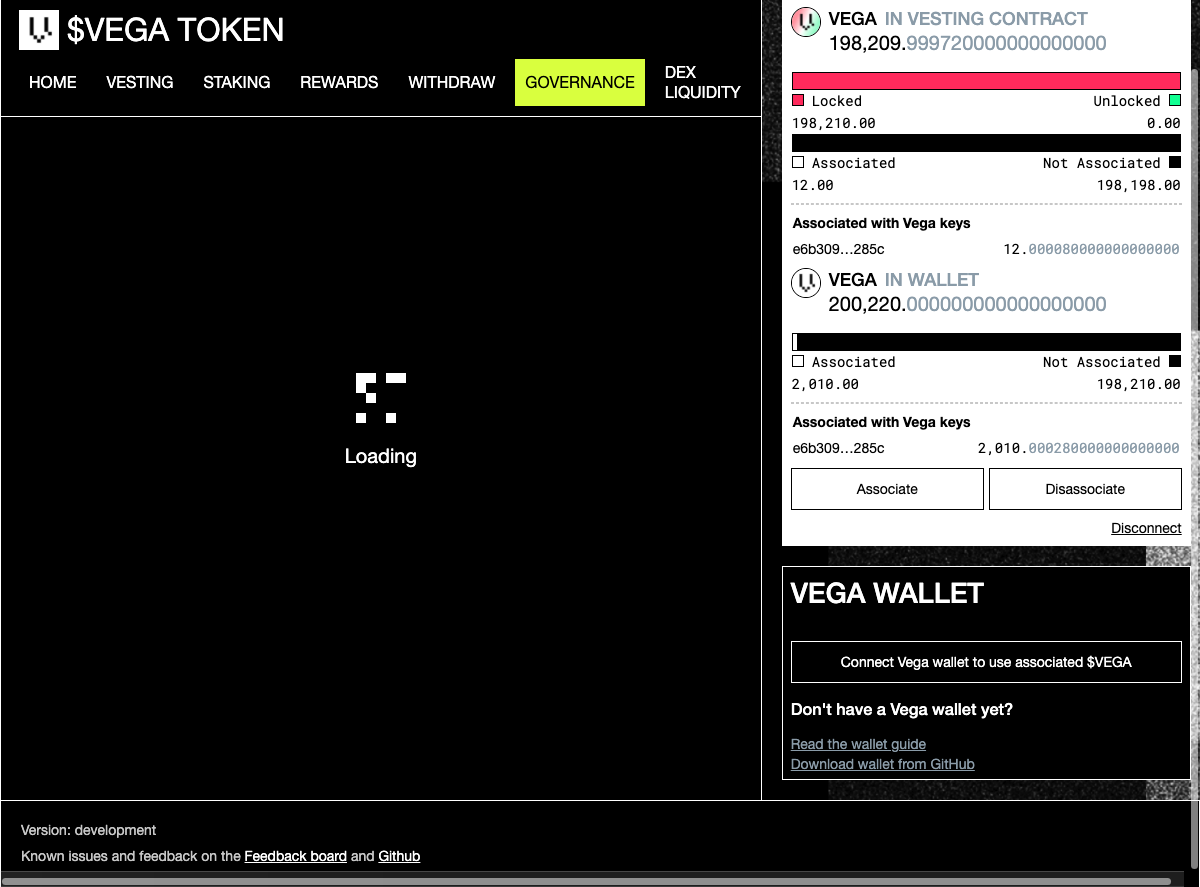 $VEGA TOKEN
HOME VESTING STAKING REWARDS WITHDRAW GOVERNANCE DEX LIQUIDITY
Loading
VEGA IN VESTING CONTRACT
198,209.999720000000000000
Locked Unlocked
198,210.00 0.00
Associated Not Associated
12.00 198,198.00
Associated with Vega keys
e6b309…285c 12.000080000000000000
VEGA IN WALLET
200,220.000000000000000000
Associated Not Associated
2,010.00 198,210.00
Associated with Vega keys
e6b309…285c 2,010.000280000000000000
Associate Disassociate
Disconnect
VEGA WALLET
Connect Vega wallet to use associated $VEGA
Don't have a Vega wallet yet?
Read the wallet guide
Download wallet from GitHub
Version: development
Known issues and feedback on the Feedback board and Github